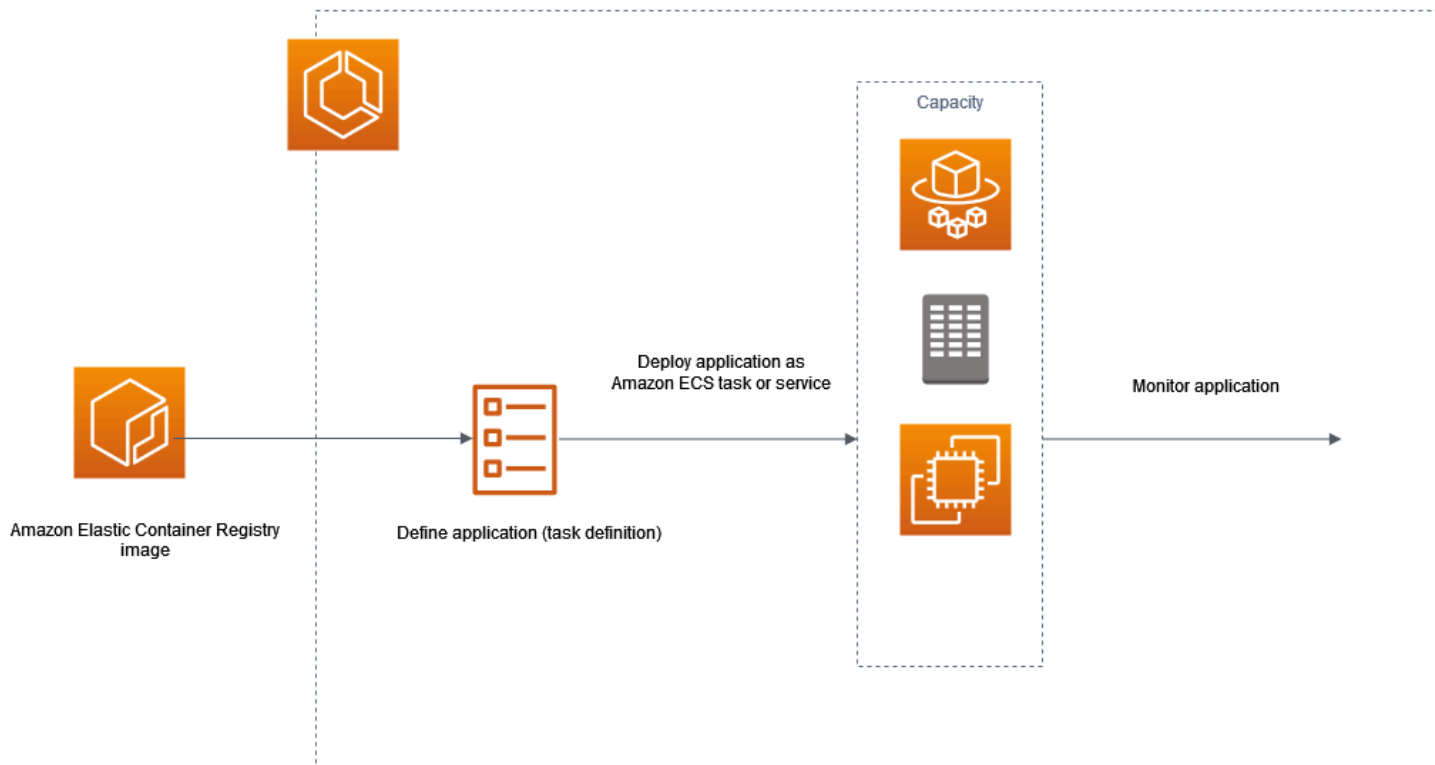 Capacity
Deploy application as
Amazon ECS task or service
Monitor application
Amazon Elastic Container Registry
image
Define application (task definition)